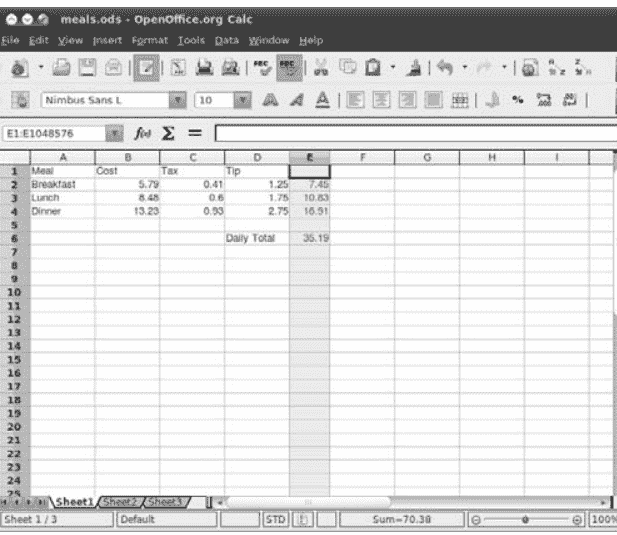 meals.ods - OpenOffice.org Calc
File Edit View Insert Format Tools Data Window Help
Nimbus Sans L 10
E1:E1048576 f(x) Σ =
A B C D E F G H I
1 Meal Cost Tax Tip
2 Breakfast 5.79 0.41 1.25 7.45
3 Lunch 8.48 0.6 1.75 10.83
4 Dinner 13.23 0.93 2.75 16.91
5
6 Daily Total 35.19
7
8
9
10
11
12
13
14
15
16
17
18
19
20
21
22
23
24
25
Sheet1 Sheet2 Sheet3
Sheet 1 / 3 Default STD Sum=70.38 100%